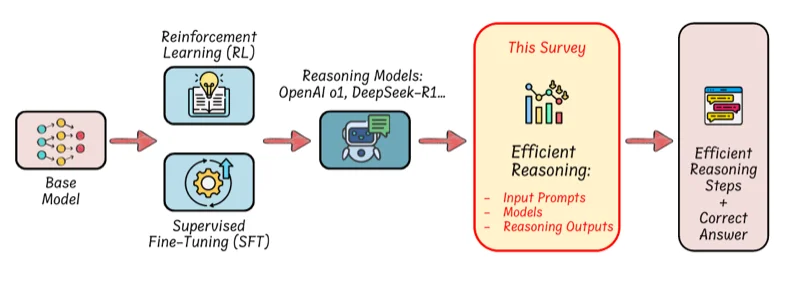 Reinforcement
Learning (RL)
Base
Model
Supervised
Fine-Tuning (SFT)
Reasoning Models:
OpenAI o1, DeepSeek-R1...
This Survey
Efficient
Reasoning:
- Input Prompts
- Models
- Reasoning Outputs
Efficient
Reasoning
Steps
+
Correct
Answer